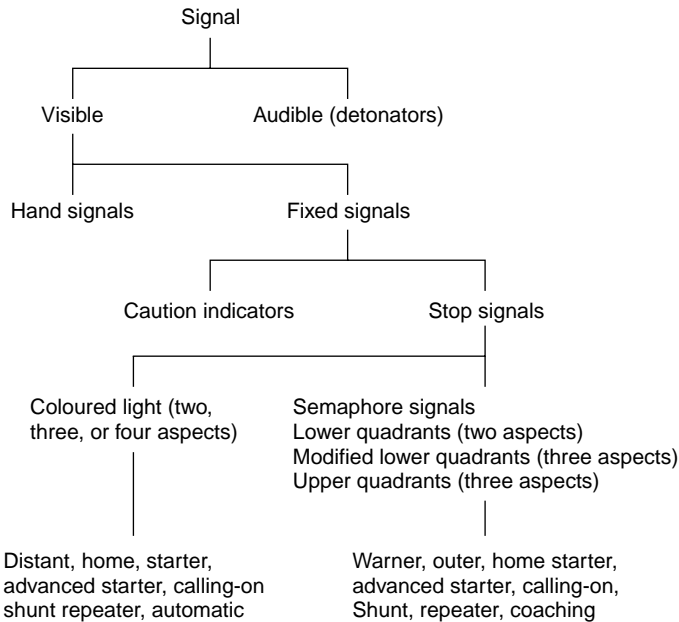 Signal
Visible
Audible (detonators)
Hand signals
Fixed signals
Caution indicators
Stop signals
Coloured light (two,
three, or four aspects)
Semaphore signals
Lower quadrants (two aspects)
Modified lower quadrants (three aspects)
Upper quadrants (three aspects)
Distant, home, starter,
advanced starter, calling-on
shunt repeater, automatic
Warner, outer, home starter,
advanced starter, calling-on,
Shunt, repeater, coaching